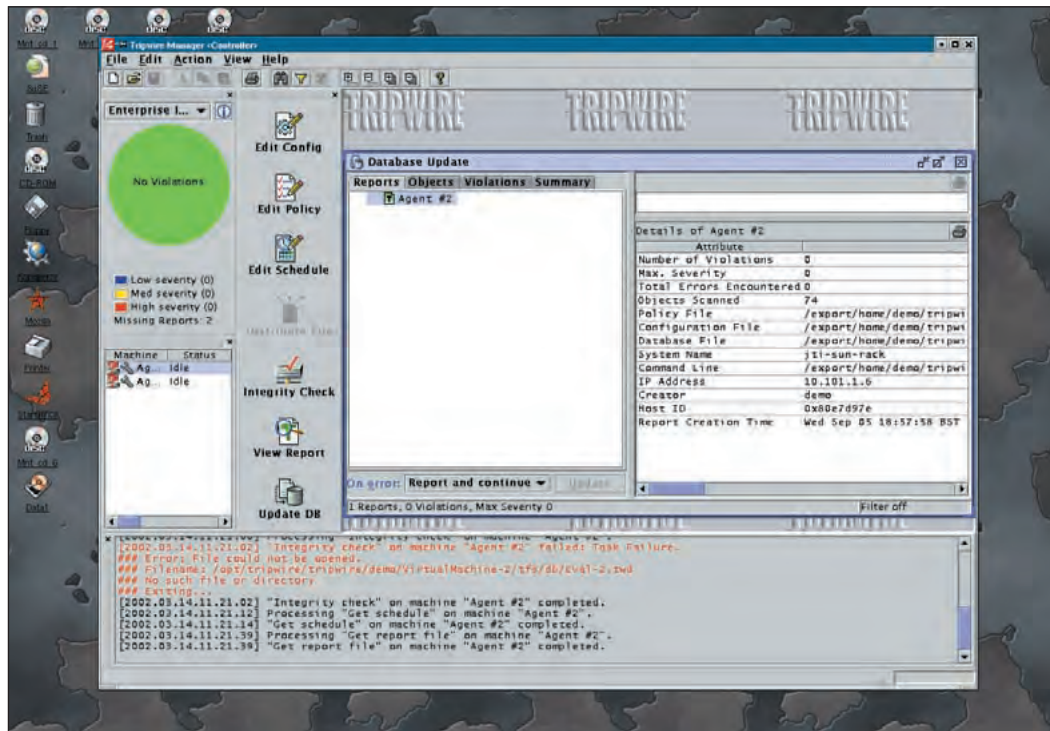 Tripwire Manager <Controller>
File Edit Action View Help
Enterprise I...
No Violations
Low severity (0)
Med severity (0)
High severity (0)
Missing Reports: 2
Machine Status
Ag... Idle
Ag... Idle
Edit Config
Edit Policy
Edit Schedule
Integrity Check
View Report
Update DB
TRIPWIRE TRIPWIRE TRIPWIRE
Database Update
Reports Objects Violations Summary
Agent #2
Details of Agent #2
Attribute
Number of Violations 0
Max. Severity 0
Total Errors Encountered 0
Objects Scanned 74
Policy File /export/home/demo/tripwi
Configuration File /export/home/demo/tripwi
Database File /export/home/demo/tripwi
System Name jti-sun-rack
Command Line /export/home/demo/tripwi
IP Address 10.101.1.6
Creator demo
Host ID 0x80e7d97e
Report Creation Time Wed Sep 05 18:57:58 BST
On error: Report and continue Update
1 Reports, 0 Violations, Max Severity 0 Filter off
[2002.03.14.11.21.02] "Integrity check" on machine "Agent #2" failed: Task Failure.
### Error: File could not be opened.
### Filename: /opt/tripwire/tripwire/demo/VirtualMachine-2/tfs/db/eval-2.twd
### No such file or directory
### Exiting...
[2002.03.14.11.21.02] "Integrity check" on machine "Agent #2" completed.
[2002.03.14.11.21.12] Processing "Get schedule" on machine "Agent #2".
[2002.03.14.11.21.14] "Get schedule" on machine "Agent #2" completed.
[2002.03.14.11.21.39] Processing "Get report file" on machine "Agent #2".
[2002.03.14.11.21.39] "Get report file" on machine "Agent #2" completed.
Trash
CD-ROM
Printer